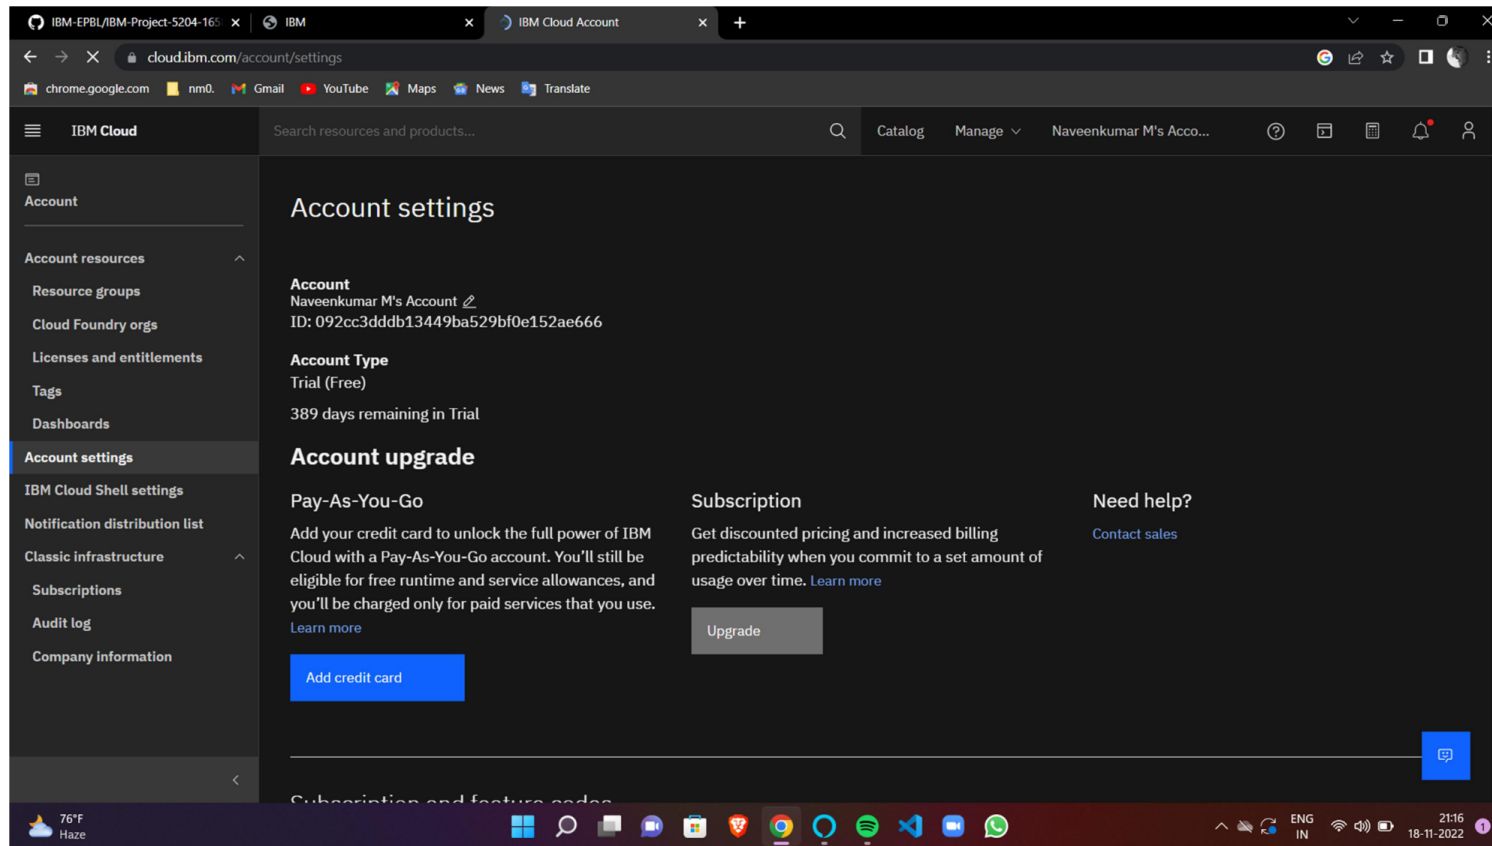 IBM-EPBL/IBM-Project-5204-165
IBM
IBM Cloud Account
cloud.ibm.com/account/settings
chrome.google.com nm0. Gmail YouTube Maps News Translate
IBM Cloud
Search resources and products...
Catalog Manage Naveenkumar M's Acco...
Account
Account resources
Resource groups
Cloud Foundry orgs
Licenses and entitlements
Tags
Dashboards
Account settings
IBM Cloud Shell settings
Notification distribution list
Classic infrastructure
Subscriptions
Audit log
Company information
Account settings
Account
Naveenkumar M's Account
ID: 092cc3dddb13449ba529bf0e152ae666
Account Type
Trial (Free)
389 days remaining in Trial
Account upgrade
Pay-As-You-Go
Add your credit card to unlock the full power of IBM
Cloud with a Pay-As-You-Go account. You'll still be
eligible for free runtime and service allowances, and
you'll be charged only for paid services that you use.
Learn more
Add credit card
Subscription
Get discounted pricing and increased billing
predictability when you commit to a set amount of
usage over time. Learn more
Upgrade
Need help?
Contact sales
Subscription and feature codes
76°F
Haze
ENG
IN
21:16
18-11-2022
1